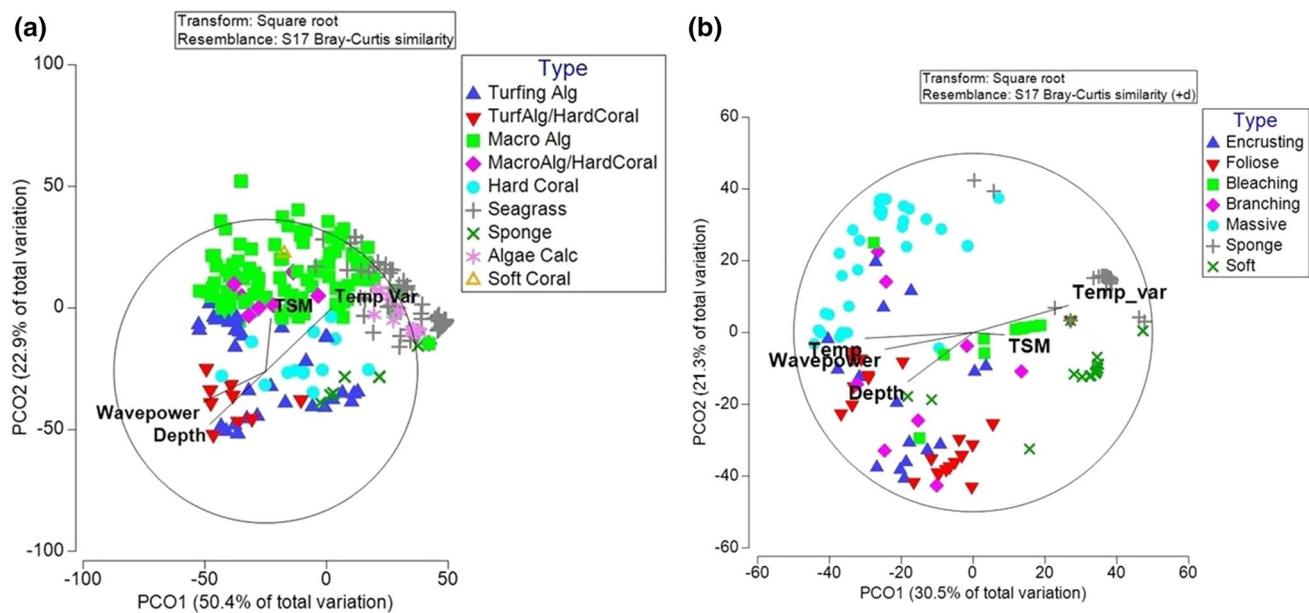 (a)
Transform: Square root
Resemblance: S17 Bray-Curtis similarity
Type
Turfing Alg
TurfAlg/HardCoral
Macro Alg
MacroAlg/HardCoral
Hard Coral
Seagrass
Sponge
Algae Calc
Soft Coral
100
50
0
-50
-100
PCO2 (22.9% of total variation)
TSM
Temp Var
Wavepower
Depth
-100
-50
0
50
PCO1 (50.4% of total variation)
(b)
Transform: Square root
Resemblance: S17 Bray-Curtis similarity (+d)
Type
Encrusting
Foliose
Bleaching
Branching
Massive
Sponge
Soft
60
40
20
0
-20
-40
-60
PCO2 (21.3% of total variation)
Temp_var
TSM
Temp
Wavepower
Depth
-60
-40
-20
0
20
40
60
PCO1 (30.5% of total variation)